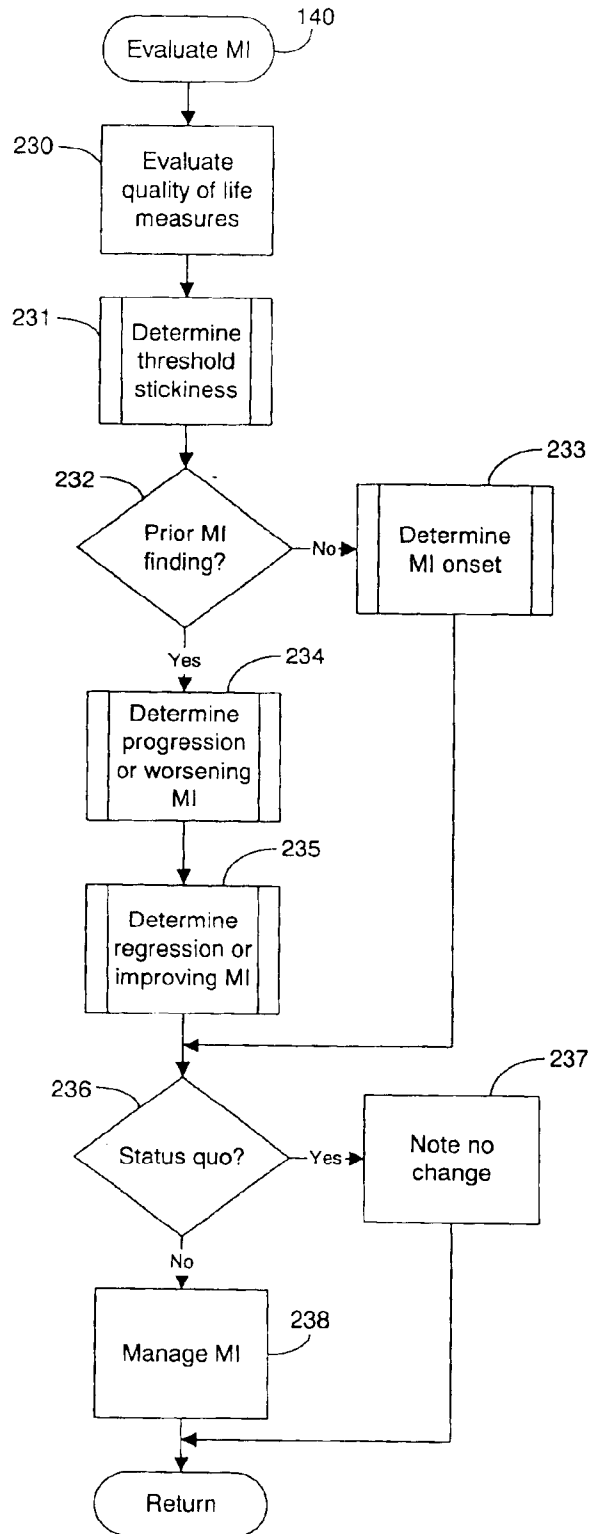 Evaluate MI
140
230
Evaluate
quality of life
measures
231
Determine
threshold
stickiness
232
Prior MI
finding?
No
233
Determine
MI onset
Yes
234
Determine
progression
or worsening
MI
235
Determine
regression or
improving MI
236
Status quo?
Yes
237
Note no
change
No
Manage MI
238
Return